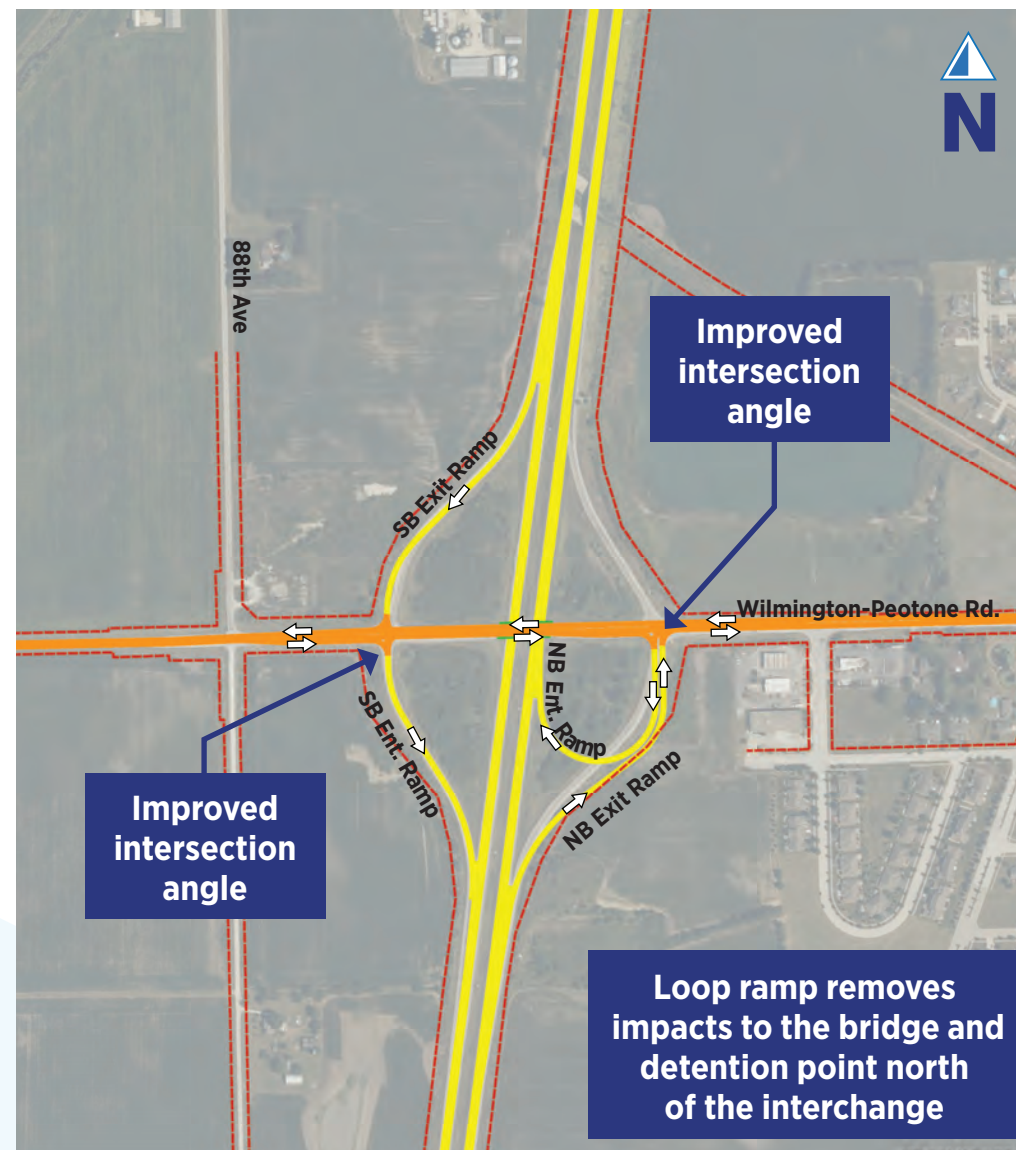 N
88th Ave
Improved
intersection
angle
SB Exit Ramp
Wilmington-Peotone Rd.
NB Ent. Ramp
SB Ent. Ramp
NB Exit Ramp
Improved
intersection
angle
Loop ramp removes
impacts to the bridge and
detention point north
of the interchange